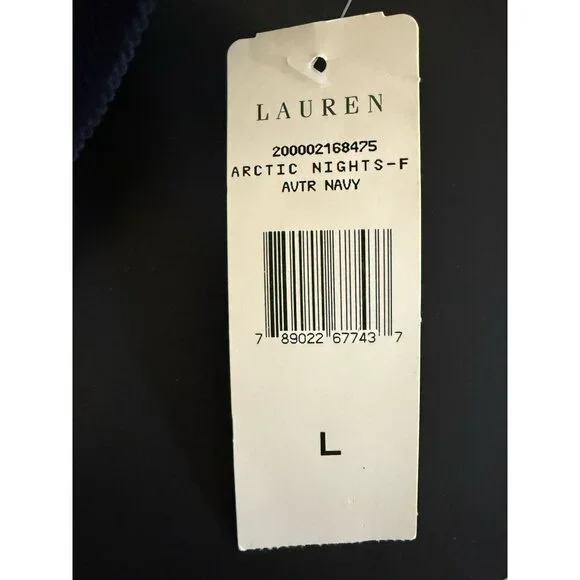 LAUREN
200002168475
ARCTIC NIGHTS-F
AVTR NAVY
7 89022 67743 7
L